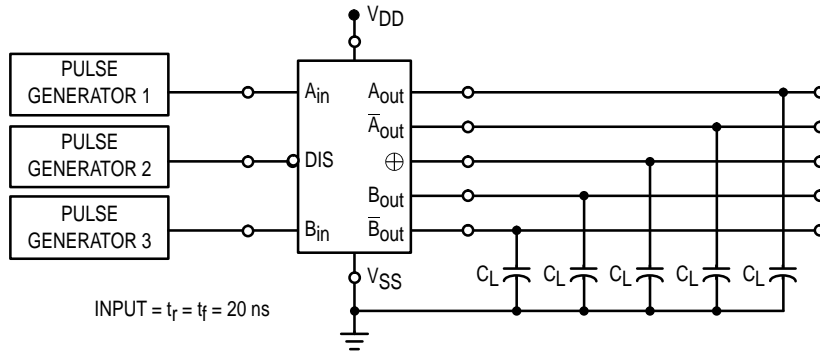 VDD
PULSE
GENERATOR 1
PULSE
GENERATOR 2
PULSE
GENERATOR 3
Ain
DIS
Bin
Aout
A̅out
⊕
Bout
B̅out
VSS
CL CL CL CL CL
INPUT = tr = tf = 20 ns